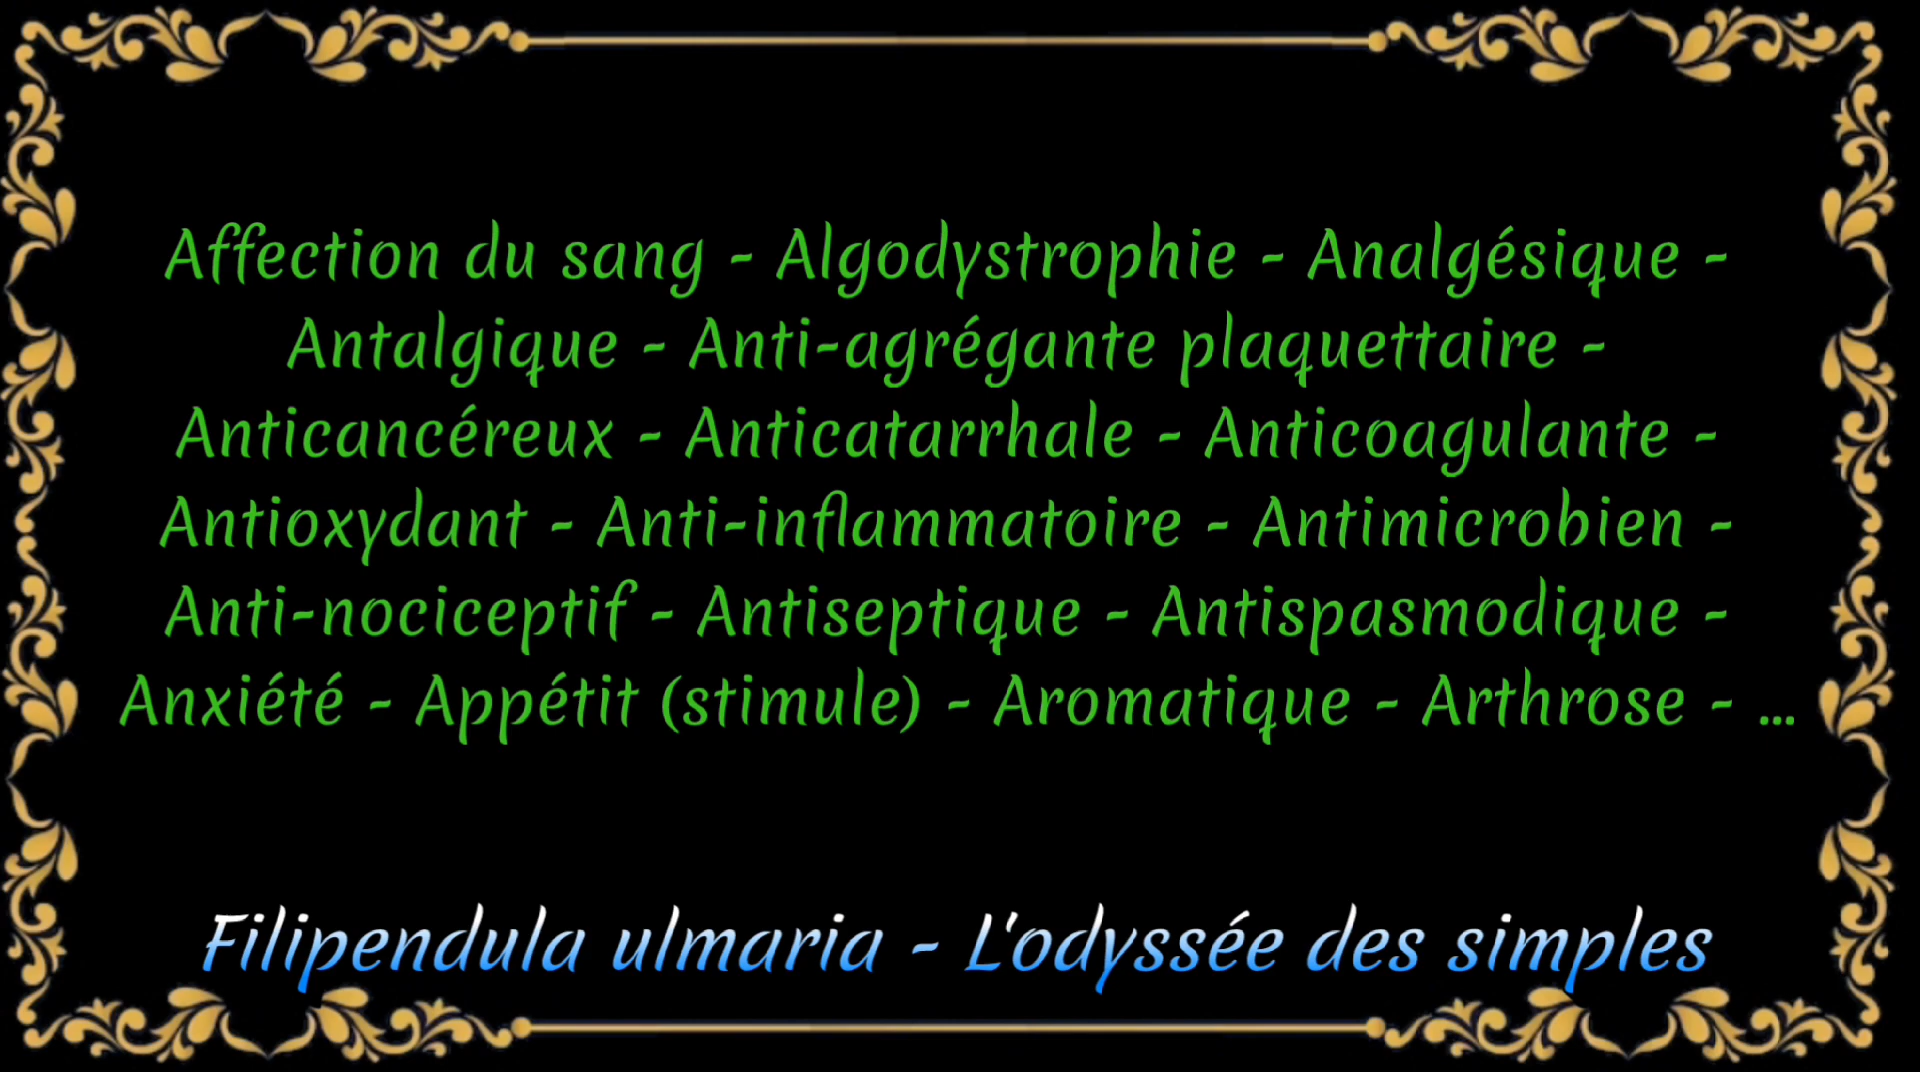 Affection du sang - Algodystrophie - Analgésique -
Antalgique - Anti-agrégante plaquettaire -
Anticancéreux - Anticatarrhale - Anticoagulante -
Antioxydant - Anti-inflammatoire - Antimicrobien -
Anti-nociceptif - Antiseptique - Antispasmodique -
Anxiété - Appétit (stimule) - Aromatique - Arthrose - ...
Filipendula ulmaria - L'odyssée des simples